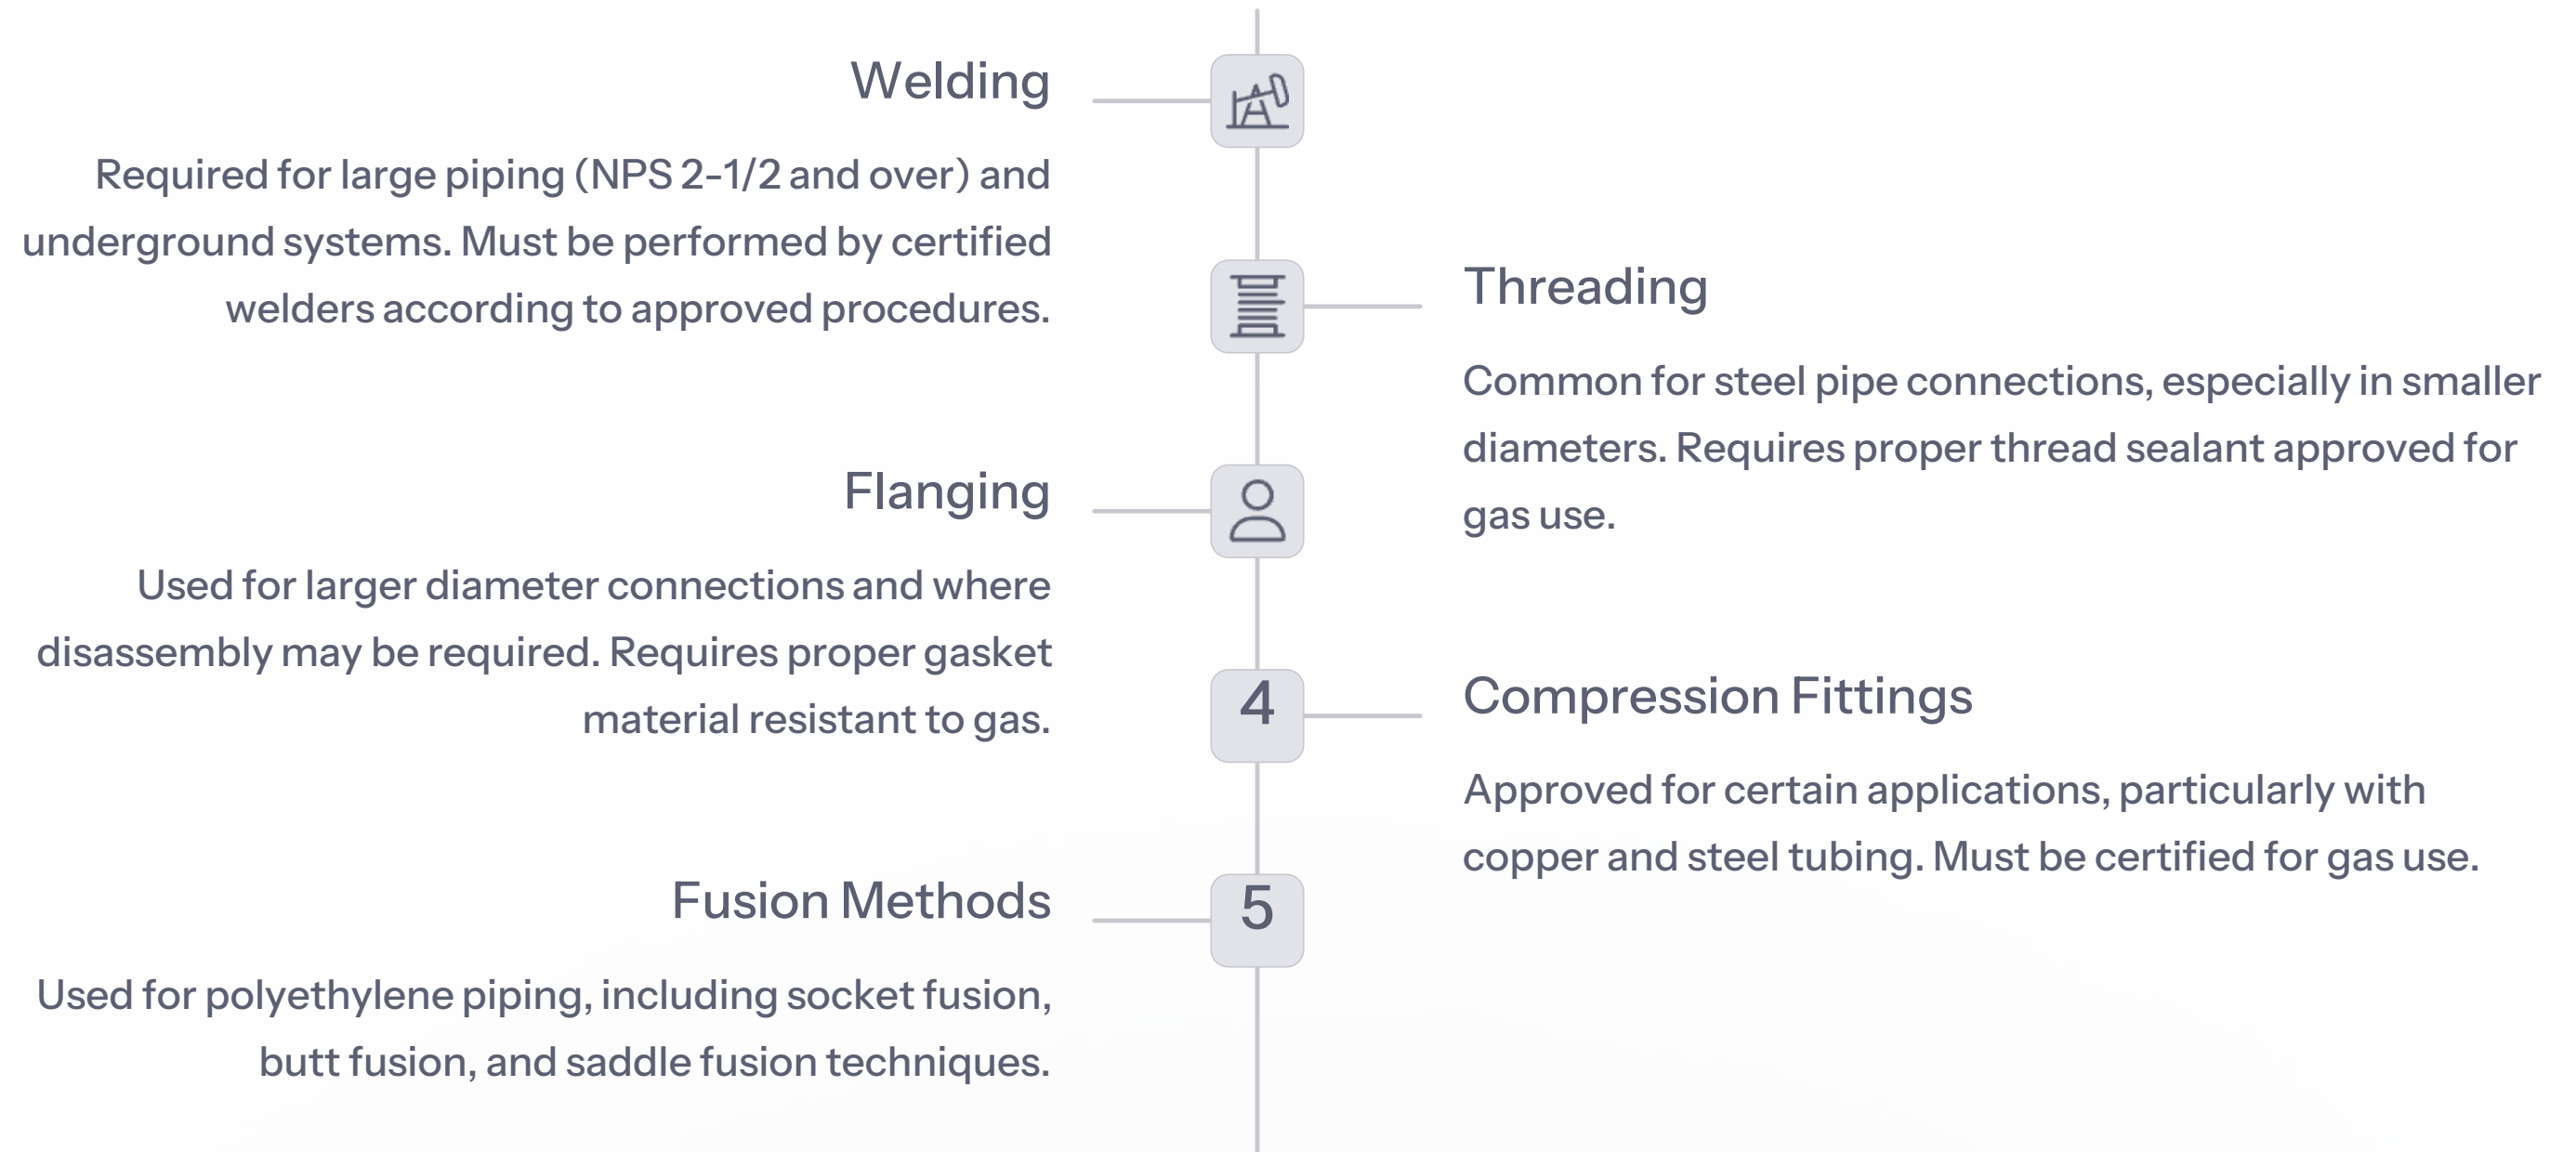 Welding
Required for large piping (NPS 2-1/2 and over) and
underground systems. Must be performed by certified
welders according to approved procedures.
Threading
Common for steel pipe connections, especially in smaller
diameters. Requires proper thread sealant approved for
gas use.
Flanging
Used for larger diameter connections and where
disassembly may be required. Requires proper gasket
material resistant to gas.
4
Compression Fittings
Approved for certain applications, particularly with
copper and steel tubing. Must be certified for gas use.
5
Fusion Methods
Used for polyethylene piping, including socket fusion,
butt fusion, and saddle fusion techniques.